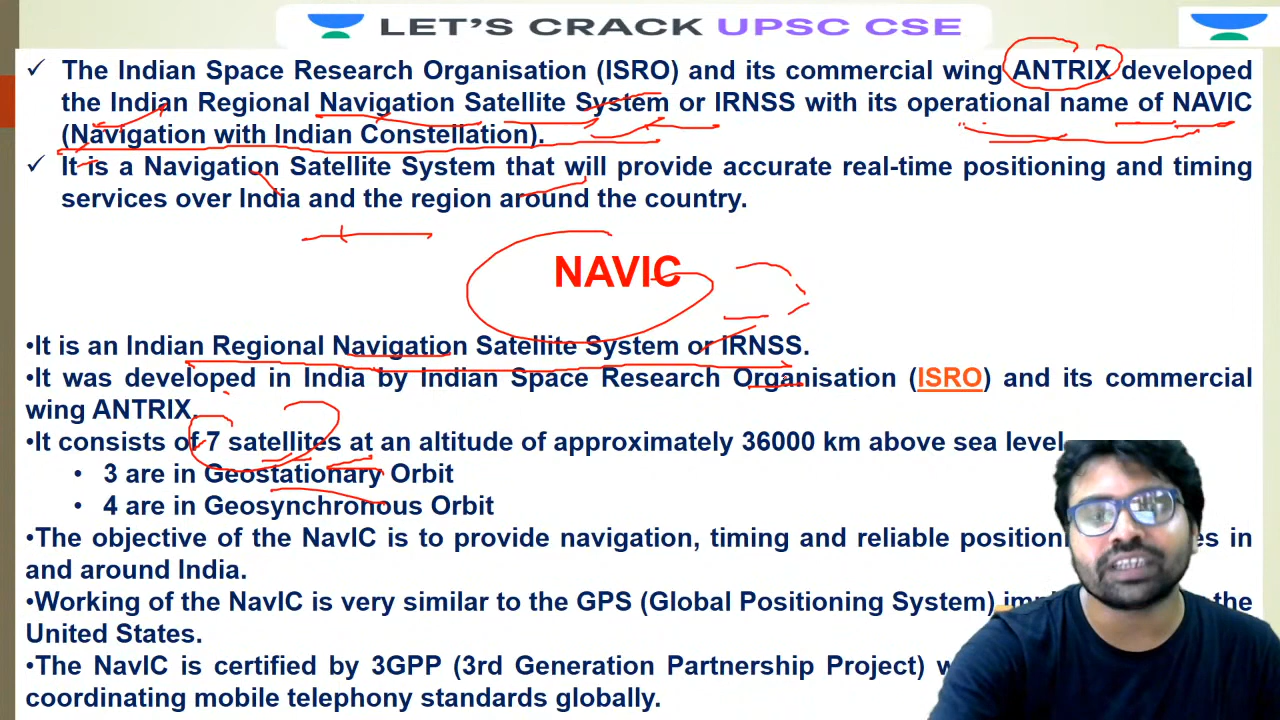 LET'S CRACK UPSC CSE
✓ The Indian Space Research Organisation (ISRO) and its commercial wing ANTRIX developed
the Indian Regional Navigation Satellite System or IRNSS with its operational name of NAVIC
(Navigation with Indian Constellation).
✓ It is a Navigation Satellite System that will provide accurate real-time positioning and timing
services over India and the region around the country.
NAVIC
•It is an Indian Regional Navigation Satellite System or IRNSS.
•It was developed in India by Indian Space Research Organisation (ISRO) and its commercial
wing ANTRIX.
•It consists of 7 satellites at an altitude of approximately 36000 km above sea level
• 3 are in Geostationary Orbit
• 4 are in Geosynchronous Orbit
•The objective of the NavIC is to provide navigation, timing and reliable in
and around India.
•Working of the NavIC is very similar to the GPS (Global Positioning System) the
United States.
•The NavIC is certified by 3GPP (3rd Generation Partnership Project)
coordinating mobile telephony standards globally.